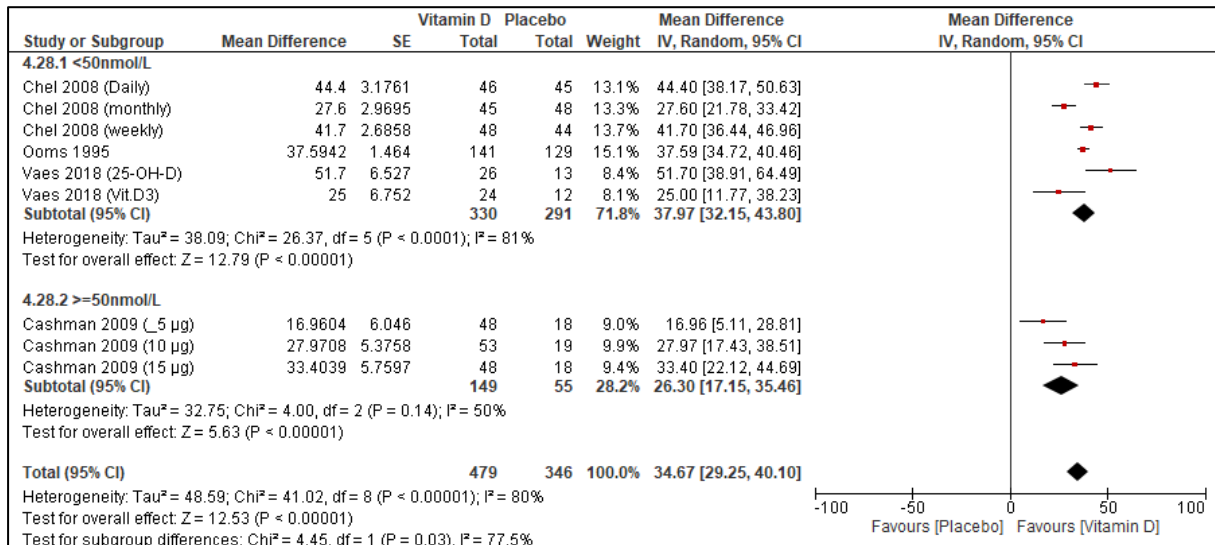 Vitamin D Placebo Mean Difference Mean Difference
Study or Subgroup Mean Difference SE Total Total Weight IV, Random, 95% CI IV, Random, 95% CI
4.28.1 <50nmol/L
Chel 2008 (Daily) 44.4 3.1761 46 45 13.1% 44.40 [38.17, 50.63]
Chel 2008 (monthly) 27.6 2.9695 45 48 13.3% 27.60 [21.78, 33.42]
Chel 2008 (weekly) 41.7 2.6858 48 44 13.7% 41.70 [36.44, 46.96]
Ooms 1995 37.5942 1.464 141 129 15.1% 37.59 [34.72, 40.46]
Vaes 2018 (25-OH-D) 51.7 6.527 26 13 8.4% 51.70 [38.91, 64.49]
Vaes 2018 (Vit.D3) 25 6.752 24 12 8.1% 25.00 [11.77, 38.23]
Subtotal (95% CI) 330 291 71.8% 37.97 [32.15, 43.80]
Heterogeneity: Tau² = 38.09; Chi² = 26.37, df = 5 (P < 0.0001); I² = 81%
Test for overall effect: Z = 12.79 (P < 0.00001)
4.28.2 >=50nmol/L
Cashman 2009 (_5 µg) 16.9604 6.046 48 18 9.0% 16.96 [5.11, 28.81]
Cashman 2009 (10 µg) 27.9708 5.3758 53 19 9.9% 27.97 [17.43, 38.51]
Cashman 2009 (15 µg) 33.4039 5.7597 48 18 9.4% 33.40 [22.12, 44.69]
Subtotal (95% CI) 149 55 28.2% 26.30 [17.15, 35.46]
Heterogeneity: Tau² = 32.75; Chi² = 4.00, df = 2 (P = 0.14); I² = 50%
Test for overall effect: Z = 5.63 (P < 0.00001)
Total (95% CI) 479 346 100.0% 34.67 [29.25, 40.10]
Heterogeneity: Tau² = 48.59; Chi² = 41.02, df = 8 (P < 0.00001); I² = 80%
Test for overall effect: Z = 12.53 (P < 0.00001)
Test for subgroup differences: Chi² = 4.45, df = 1 (P = 0.03), I² = 77.5%
-100 -50 0 50 100
Favours [Placebo] Favours [Vitamin D]